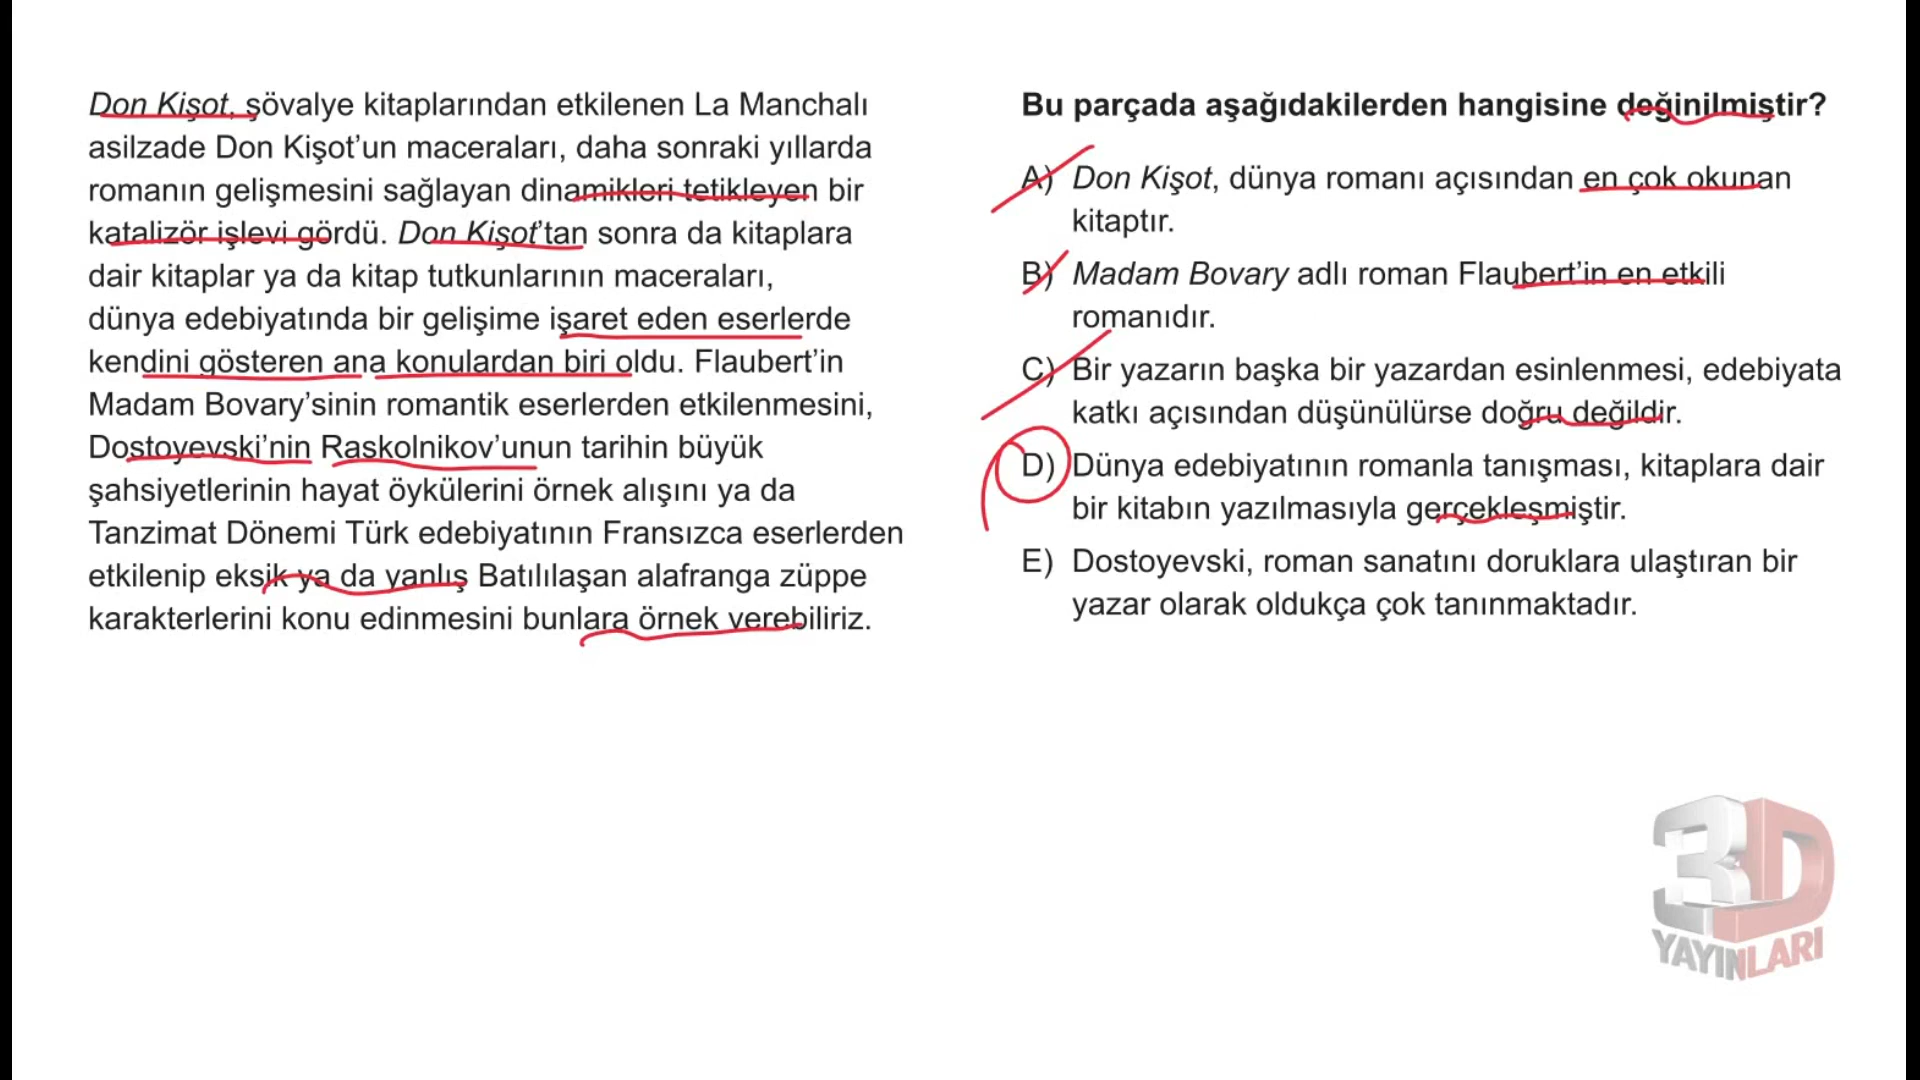 Don Kişot, şövalye kitaplarından etkilenen La Manchalı
asilzade Don Kişot’un maceraları, daha sonraki yıllarda
romanın gelişmesini sağlayan dinamikleri tetikleyen bir
katalizör işlevi gördü. Don Kişot’tan sonra da kitaplara
dair kitaplar ya da kitap tutkunlarının maceraları,
dünya edebiyatında bir gelişime işaret eden eserlerde
kendini gösteren ana konulardan biri oldu. Flaubert’in
Madam Bovary’sinin romantik eserlerden etkilenmesini,
Dostoyevski’nin Raskolnikov’unun tarihin büyük
şahsiyetlerinin hayat öykülerini örnek alışını ya da
Tanzimat Dönemi Türk edebiyatının Fransızca eserlerden
etkilenip eksik ya da yanlış Batılılaşan alafranga züppe
karakterlerini konu edinmesini bunlara örnek verebiliriz.
Bu parçada aşağıdakilerden hangisine değinilmiştir?
A) Don Kişot, dünya romanı açısından en çok okunan
kitaptır.
B) Madam Bovary adlı roman Flaubert’in en etkili
romanıdır.
C) Bir yazarın başka bir yazardan esinlenmesi, edebiyata
katkı açısından düşünülürse doğru değildir.
D) Dünya edebiyatının romanla tanışması, kitaplara dair
bir kitabın yazılmasıyla gerçekleşmiştir.
E) Dostoyevski, roman sanatını doruklara ulaştıran bir
yazar olarak oldukça çok tanınmaktadır.
3D
YAYINLARI